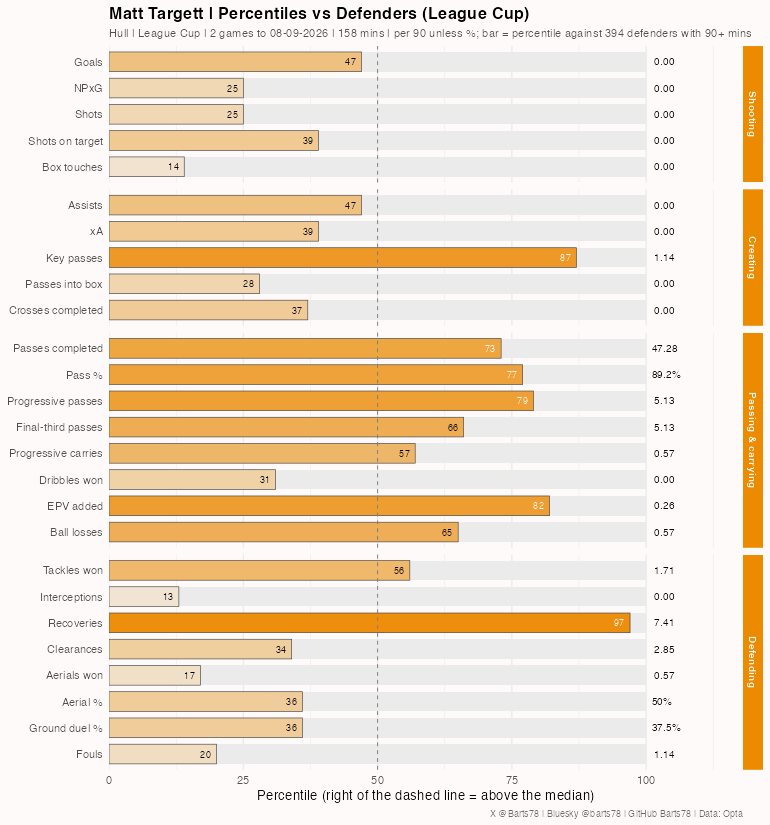 Matt Targett | Percentiles vs Defenders (League Cup)
Hull | League Cup | 2 games to 08-09-2026 | 158 mins | per 90 unless %; bar = percentile against 394 defenders with 90+ mins
Goals 47 0.00
NPxG 25 0.00
Shots 25 0.00
Shots on target 39 0.00
Box touches 14 0.00
Shooting
Assists 47 0.00
xA 39 0.00
Key passes 87 1.14
Passes into box 28 0.00
Crosses completed 37 0.00
Creating
Passes completed 73 47.28
Pass % 77 89.2%
Progressive passes 79 5.13
Final-third passes 66 5.13
Progressive carries 57 0.57
Dribbles won 31 0.00
EPV added 82 0.26
Ball losses 65 0.57
Passing & carrying
Tackles won 56 1.71
Interceptions 13 0.00
Recoveries 97 7.41
Clearances 34 2.85
Aerials won 17 0.57
Aerial % 36 50%
Ground duel % 36 37.5%
Fouls 20 1.14
Defending
0 25 50 75 100
Percentile (right of the dashed line = above the median)
X @Barts78 | Bluesky @barts78 | GitHub Barts78 | Data: Opta